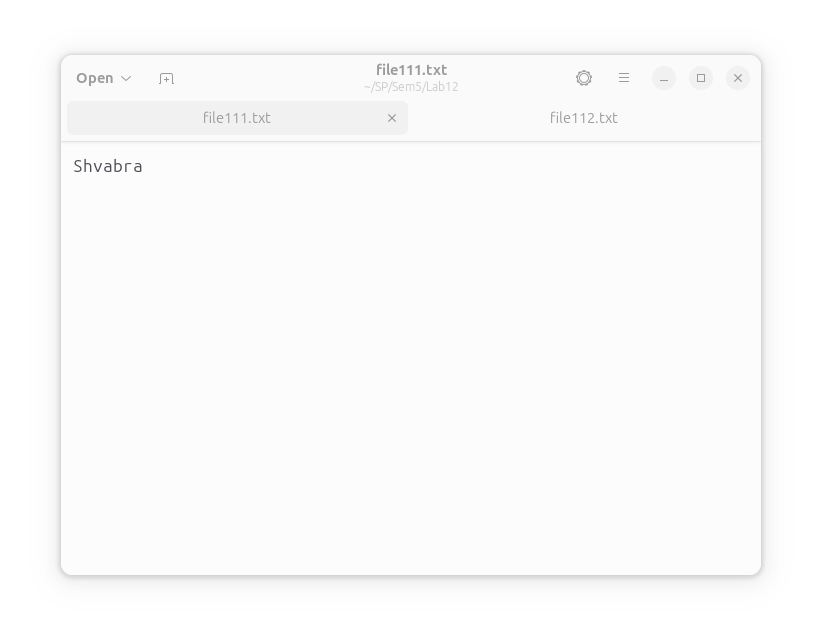 Open
file111.txt
~/SP/Sem5/Lab12
file111.txt
file112.txt
Shvabra